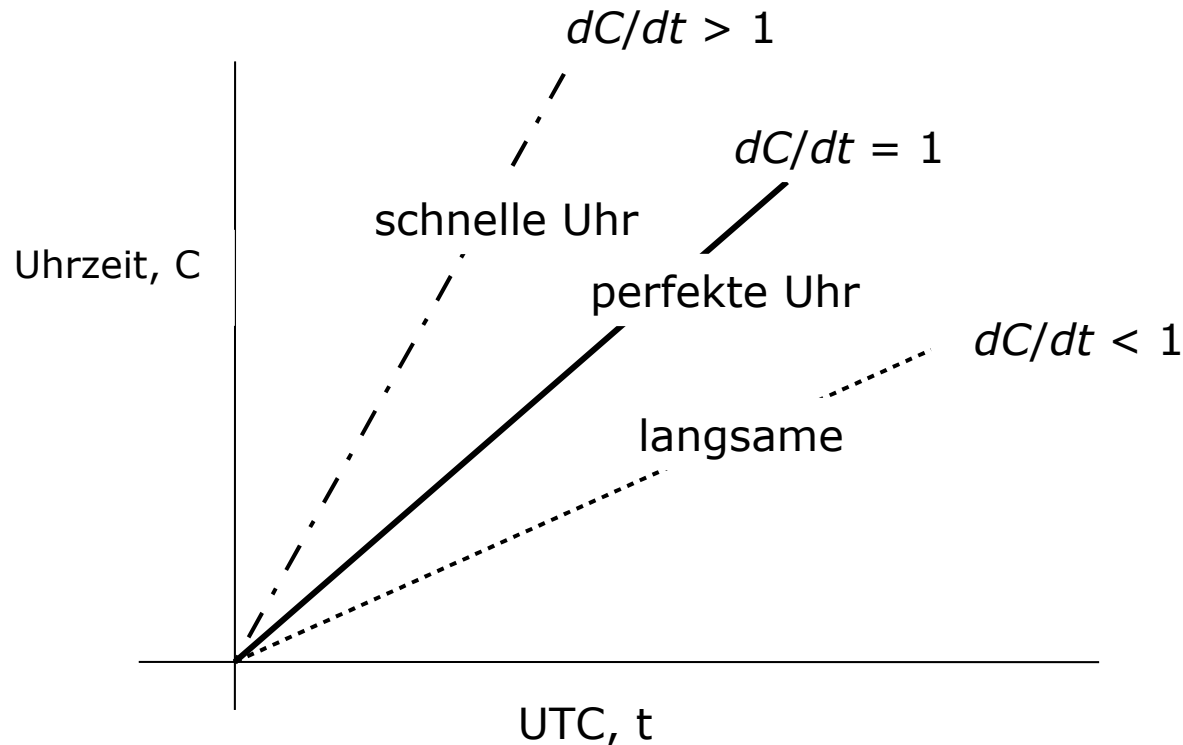 dC/dt > 1
dC/dt = 1
schnelle Uhr
Uhrzeit, C
perfekte Uhr
dC/dt < 1
langsame
UTC, t